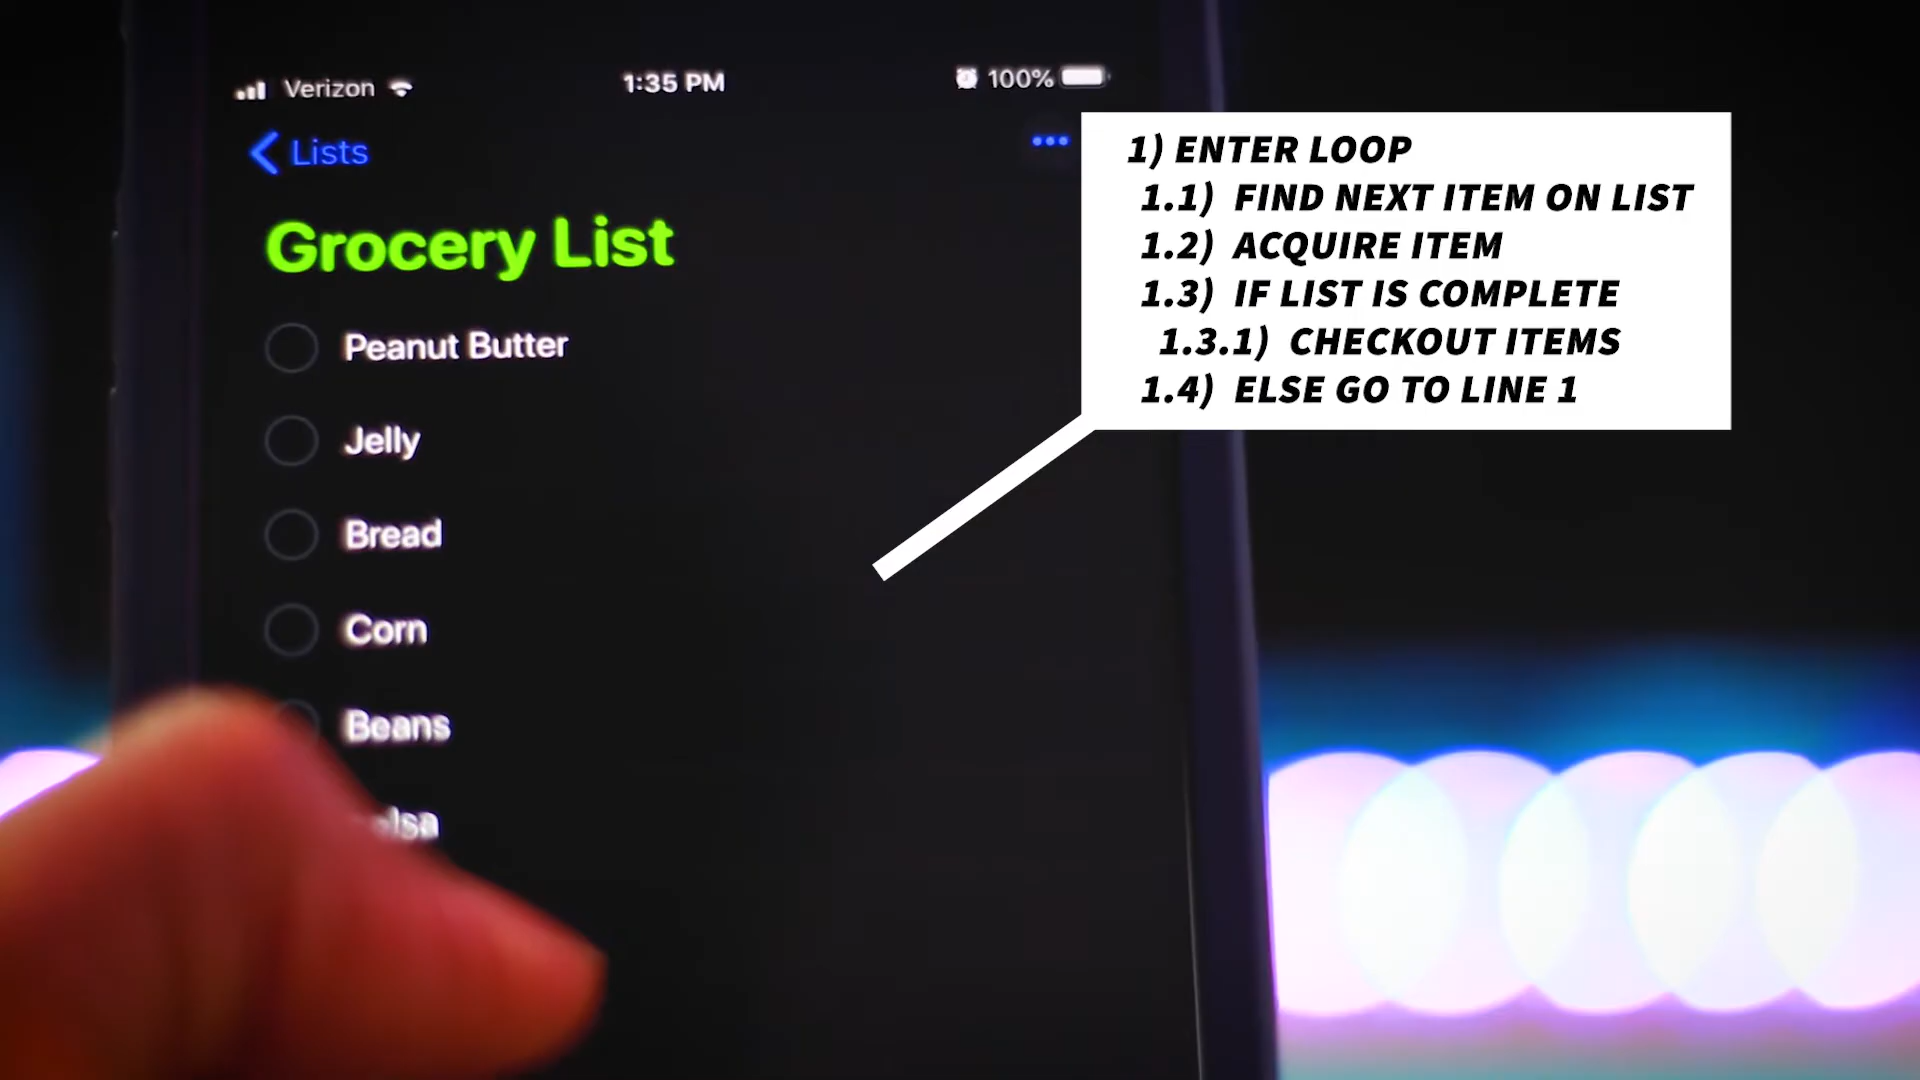 Verizon 1:35 PM 100%
Lists
Grocery List
Peanut Butter
Jelly
Bread
Corn
Beans
1) ENTER LOOP
1.1) FIND NEXT ITEM ON LIST
1.2) ACQUIRE ITEM
1.3) IF LIST IS COMPLETE
1.3.1) CHECKOUT ITEMS
1.4) ELSE GO TO LINE 1